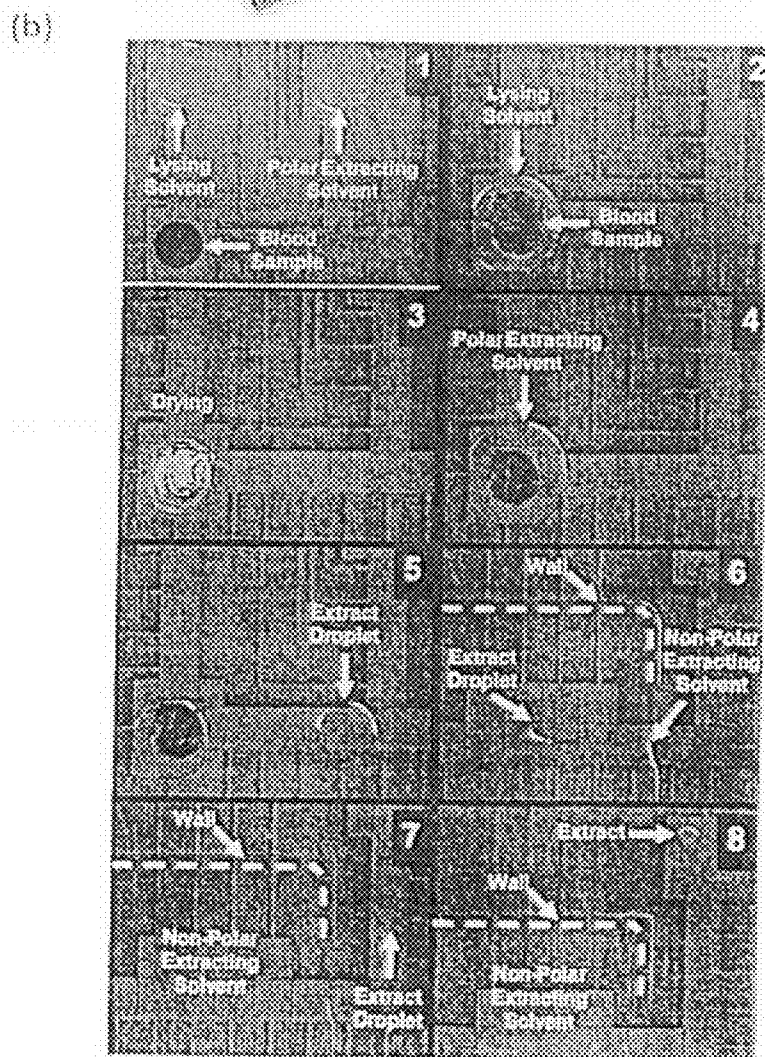 (b)
1
Lysing
Solvent
Polar Extracting
Solvent
Blood
Sample
2
Lysing
Solvent
Blood
Sample
3
Drying
4
Polar Extracting
Solvent
5
Extract
Droplet
6
Wall
Extract
Droplet
Non-Polar
Extracting
Solvent
7
Wall
Non-Polar
Extracting
Solvent
Extract
Droplet
8
Extract
Wall
Non-Polar
Extracting
Solvent